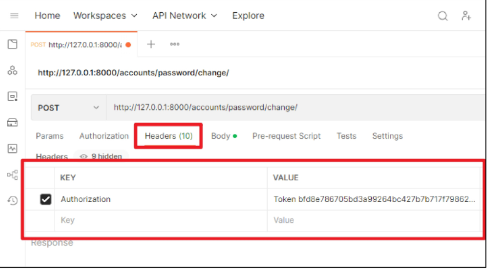 Home Workspaces API Network Explore
POST http://127.0.0.1:8000/a
http://127.0.0.1:8000/accounts/password/change/
POST http://127.0.0.1:8000/accounts/password/change/
Params Authorization Headers (10) Body Pre-request Script Tests Settings
Headers 9 hidden
KEY VALUE
Authorization Token bfd8e786705bd3a99264bc427b7b717f79862...
Key Value
Response